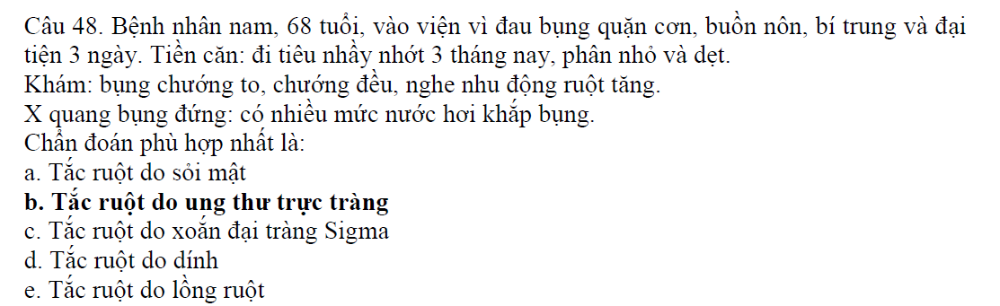 Câu 48. Bệnh nhân nam, 68 tuổi, vào viện vì đau bụng quặn cơn, buồn nôn, bí trung và đại
tiện 3 ngày. Tiền căn: đi tiêu nhầy nhớt 3 tháng nay, phân nhỏ và dẹt.
Khám: bụng chướng to, chướng đều, nghe nhu động ruột tăng.
X quang bụng đứng: có nhiều mức nước hơi khắp bụng.
Chẩn đoán phù hợp nhất là:
a. Tắc ruột do sỏi mật
b. Tắc ruột do ung thư trực tràng
c. Tắc ruột do xoắn đại tràng Sigma
d. Tắc ruột do dính
e. Tắc ruột do lồng ruột